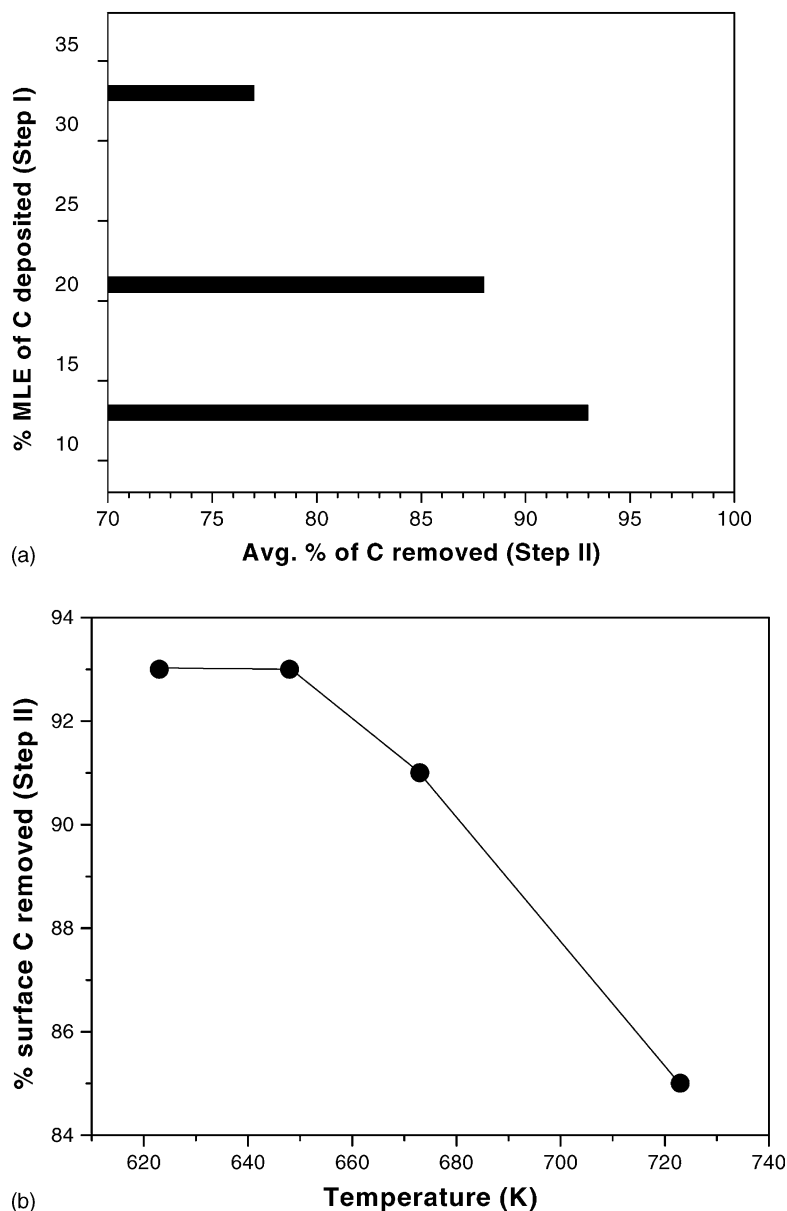 35
30
25
20
15
10
% MLE of C deposited (Step I)
70 75 80 85 90 95 100
Avg. % of C removed (Step II)
(a)
94
92
90
88
86
84
% surface C removed (Step II)
620 640 660 680 700 720 740
Temperature (K)
(b)